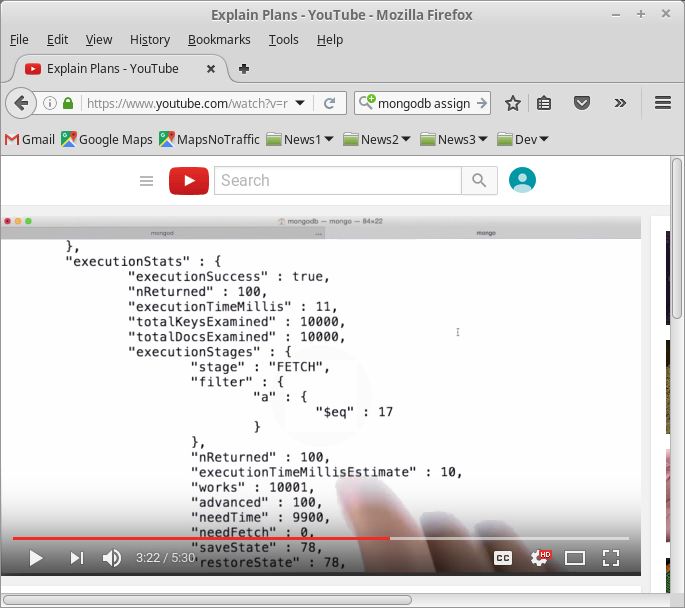 Explain Plans - YouTube - Mozilla Firefox
File Edit View History Bookmarks Tools Help
Explain Plans - YouTube
https://www.youtube.com/watch?v=r mongodb assign
Gmail Google Maps MapsNoTraffic News1 News2 News3 Dev
Search
mongodb — mongo — 84×22
mongod ... mongo
},
"executionStats" : {
"executionSuccess" : true,
"nReturned" : 100,
"executionTimeMillis" : 11,
"totalKeysExamined" : 10000,
"totalDocsExamined" : 10000,
"executionStages" : {
"stage" : "FETCH",
"filter" : {
"a" : {
"$eq" : 17
}
},
"nReturned" : 100,
"executionTimeMillisEstimate" : 10,
"works" : 10001,
"advanced" : 100,
"needTime" : 9900,
"needFetch" : 0,
"saveState" : 78,
"restoreState" : 78,
3:22 / 5:30 CC HD